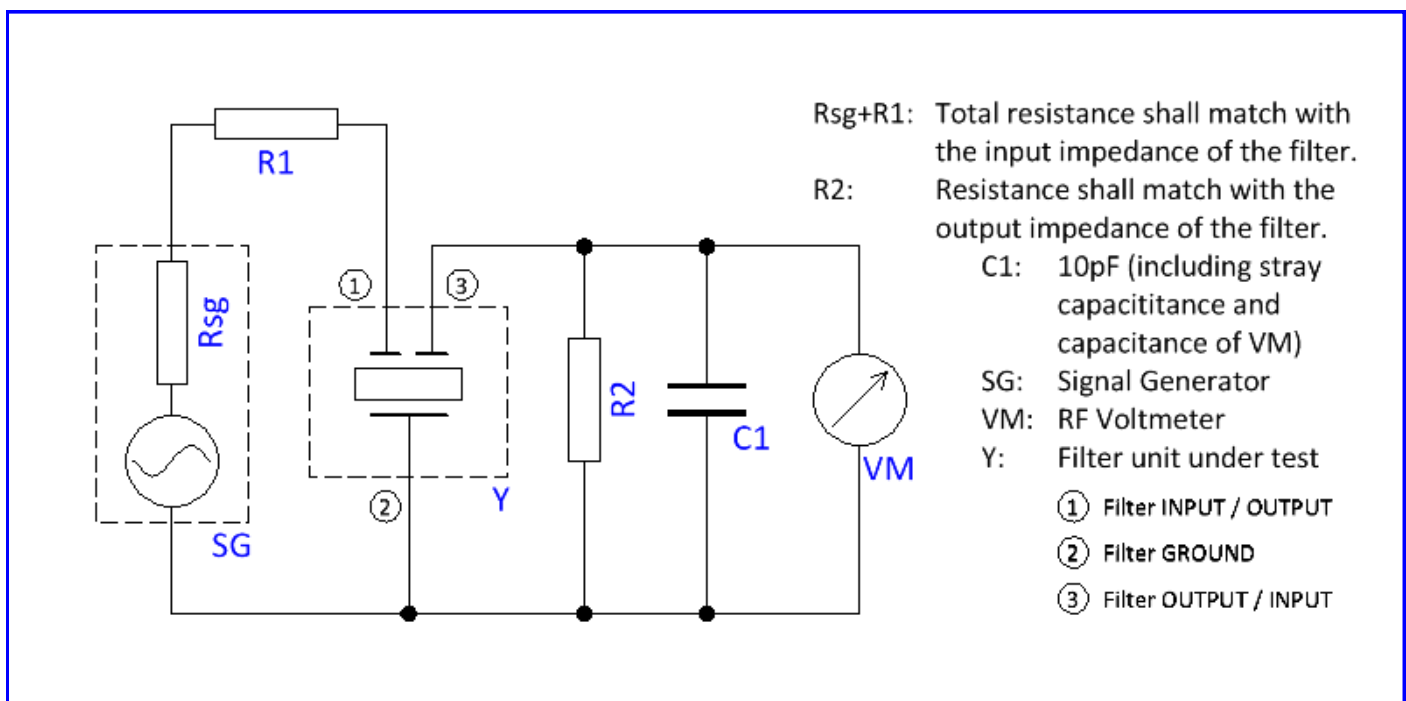 Rsg+R1: Total resistance shall match with
the input impedance of the filter.
R2: Resistance shall match with the
output impedance of the filter.
C1: 10pF (including stray
capacititance and
capacitance of VM)
SG: Signal Generator
VM: RF Voltmeter
Y: Filter unit under test
① Filter INPUT / OUTPUT
② Filter GROUND
③ Filter OUTPUT / INPUT
R1
Rsg
SG
①
③
②
Y
R2
C1
VM